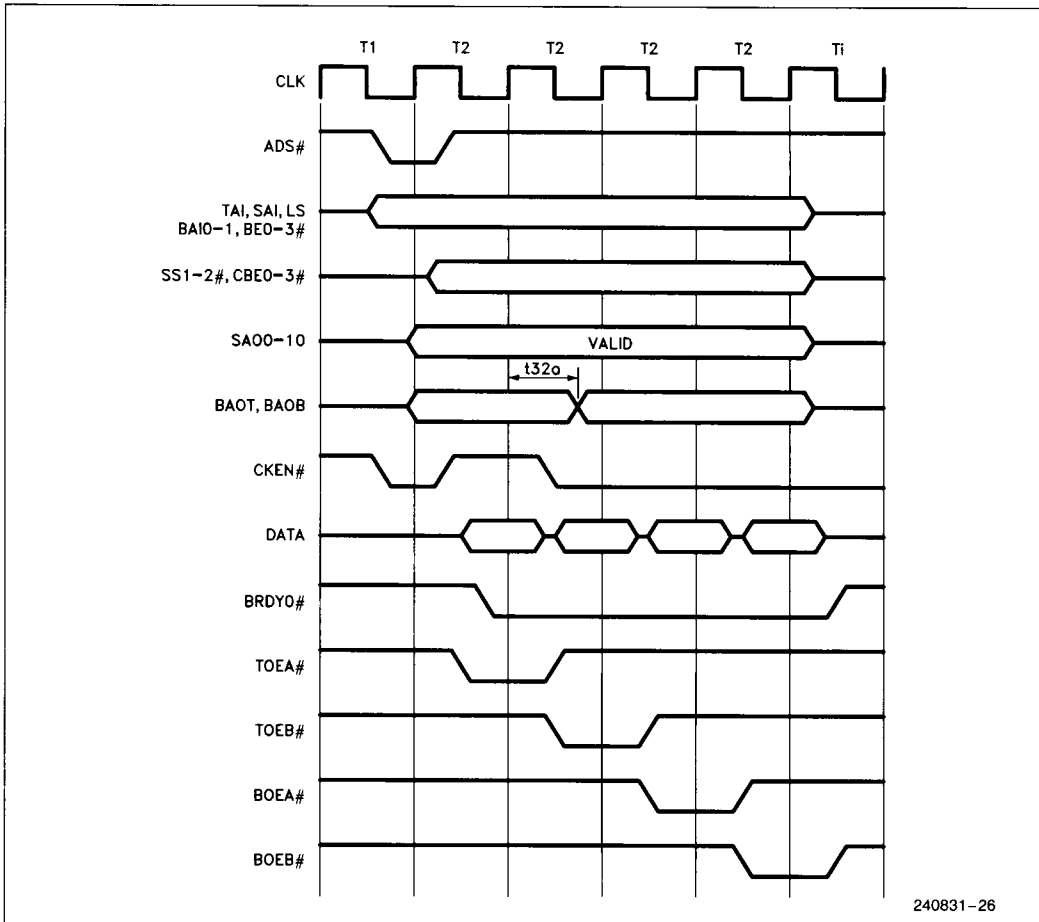 T1 T2 T2 T2 T2 Ti
CLK
ADS#
TAI, SAI, LS
BAI0-1, BE0-3#
SS1-2#, CBE0-3#
SAO0-10
VALID
t32a
BAOT, BAOB
CKEN#
DATA
BRDYO#
TOEA#
TOEB#
BOEA#
BOEB#
240831-26